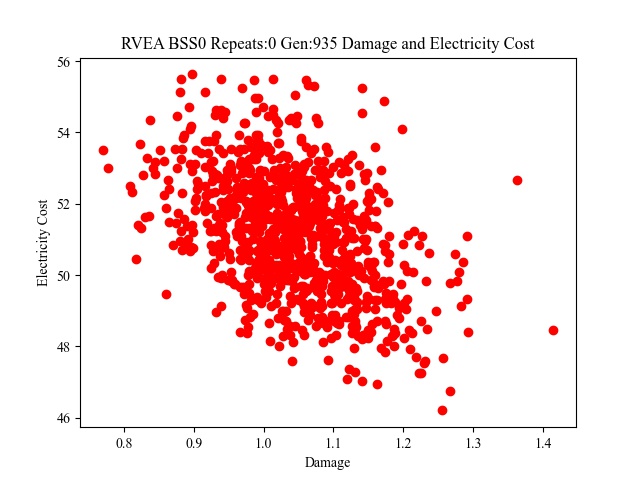 RVEA BSS0 Repeats:0 Gen:935 Damage and Electricity Cost
56
54
52
50
48
46
Electricity Cost
0.8 0.9 1.0 1.1 1.2 1.3 1.4
Damage